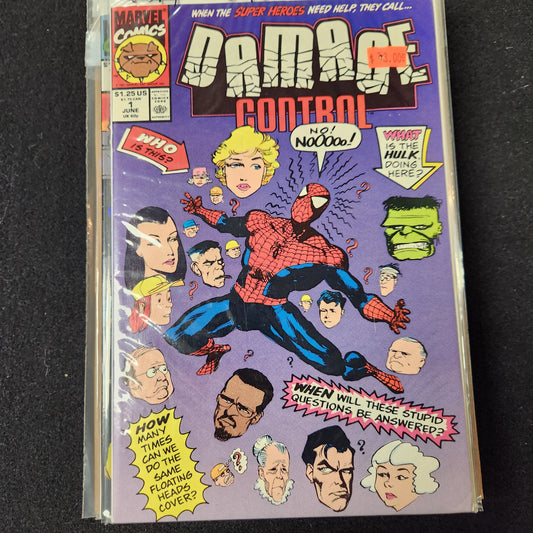 WHEN THE SUPER HEROES NEED HELP, THEY CALL...
MARVEL
COMICS
DAMAGE
CONTROL
$3.00
$1.25 US
1
JUNE
WHO
IS THIS?
NO!
NOOOOO!
WHAT
IS THE
HULK
DOING
HERE?
?
?
?
?
?
?
?
?
WHEN WILL THESE STUPID
QUESTIONS BE ANSWERED?
HOW
MANY
TIMES
CAN WE
DO THE
SAME
FLOATING
HEADS
COVER?